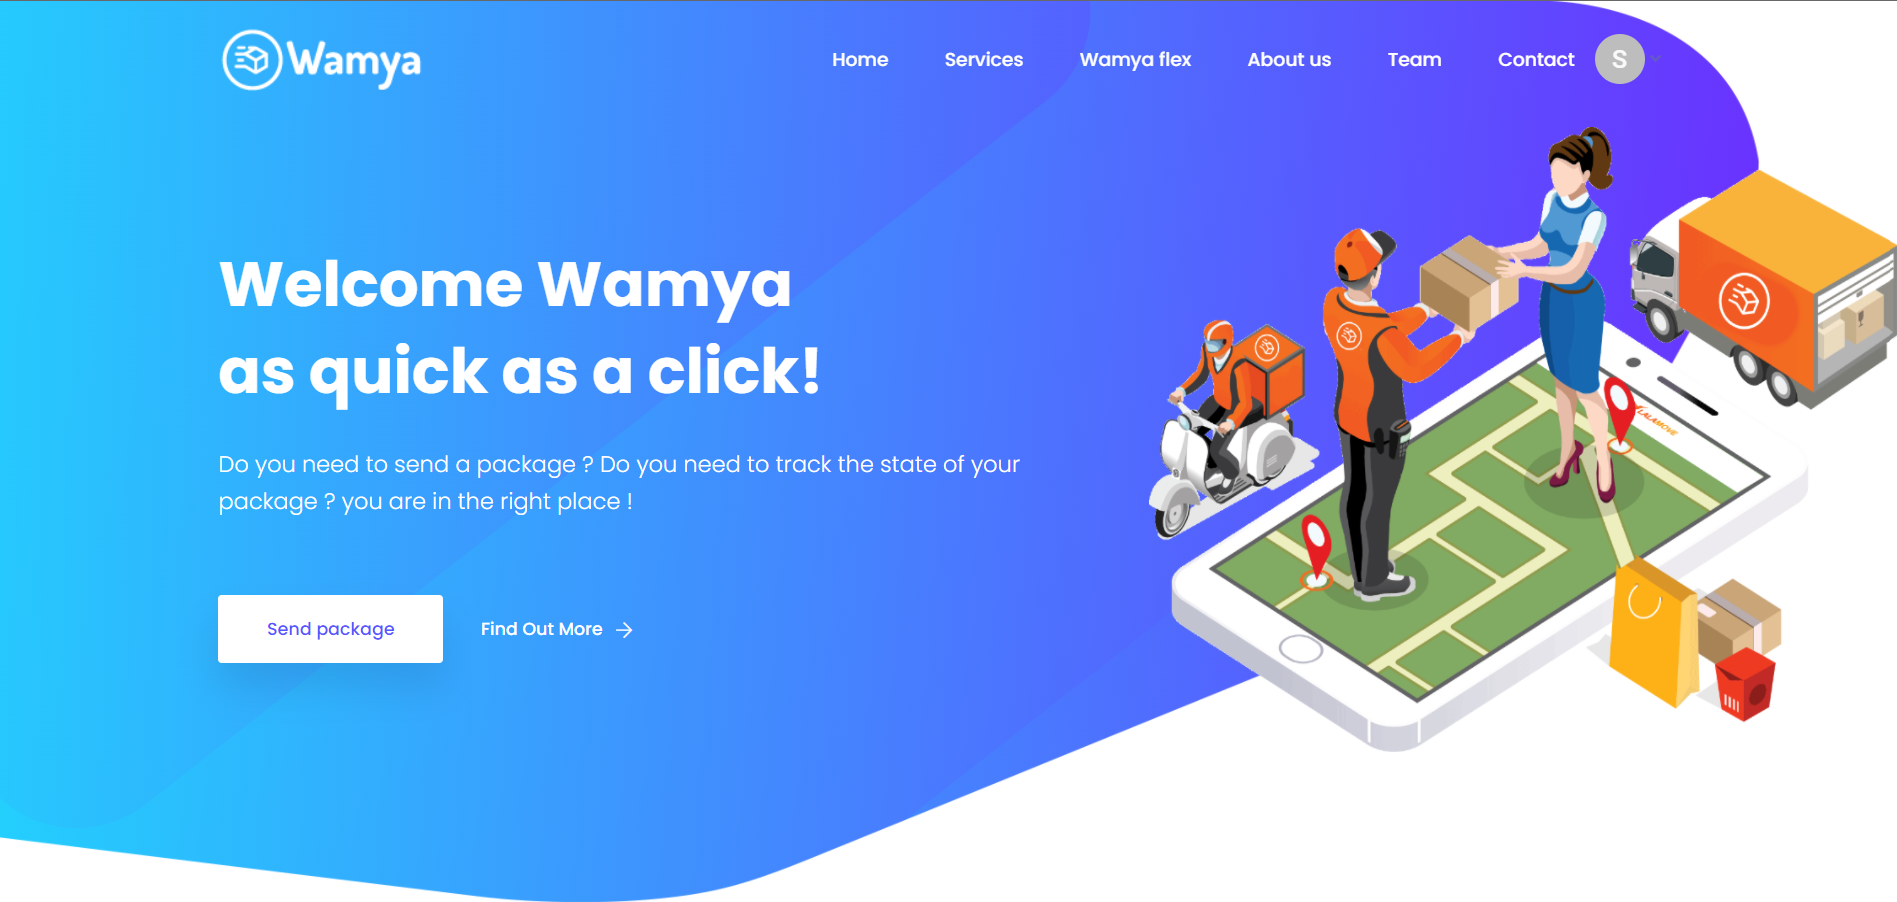 Wamya
Home Services Wamya flex About us Team Contact S
Welcome Wamya
as quick as a click!
Do you need to send a package ? Do you need to track the state of your
package ? you are in the right place !
Send package Find Out More
LALAMOVE